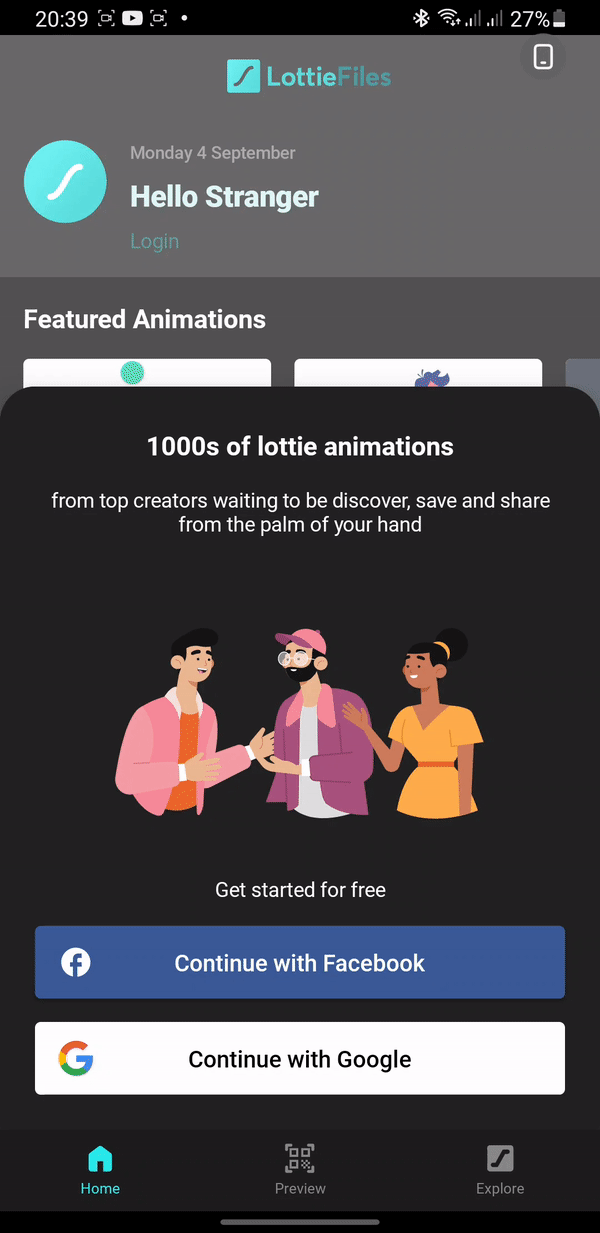 20:39
27%
LottieFiles
Monday 4 September
Hello Stranger
Login
Featured Animations
1000s of lottie animations
from top creators waiting to be discover, save and share
from the palm of your hand
Get started for free
Continue with Facebook
Continue with Google
Home
Preview
Explore